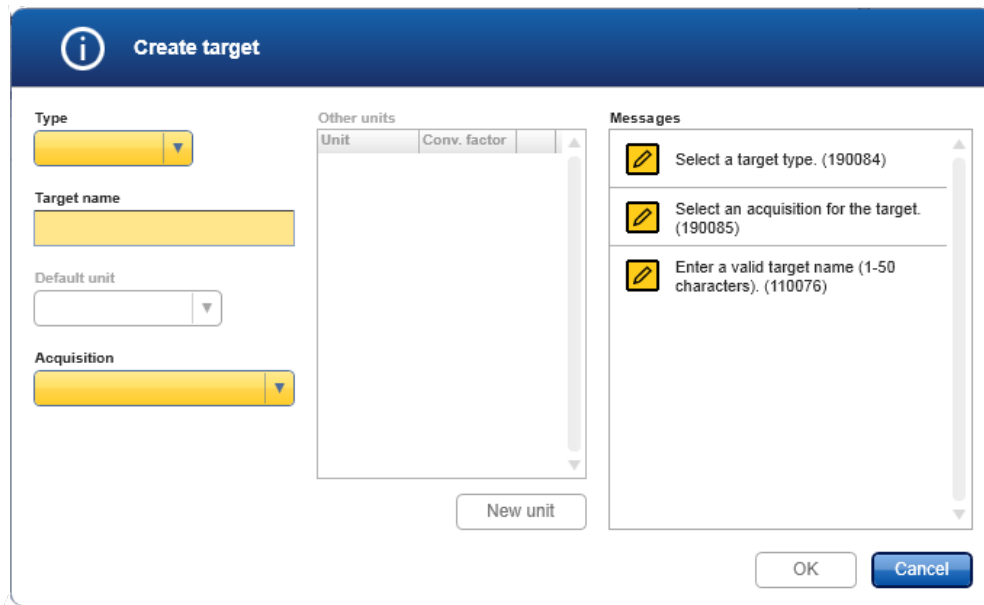 Create target
Type
Target name
Default unit
Acquisition
Other units
Unit Conv. factor
New unit
Messages
Select a target type. (190084)
Select an acquisition for the target.
(190085)
Enter a valid target name (1-50
characters). (110076)
OK Cancel